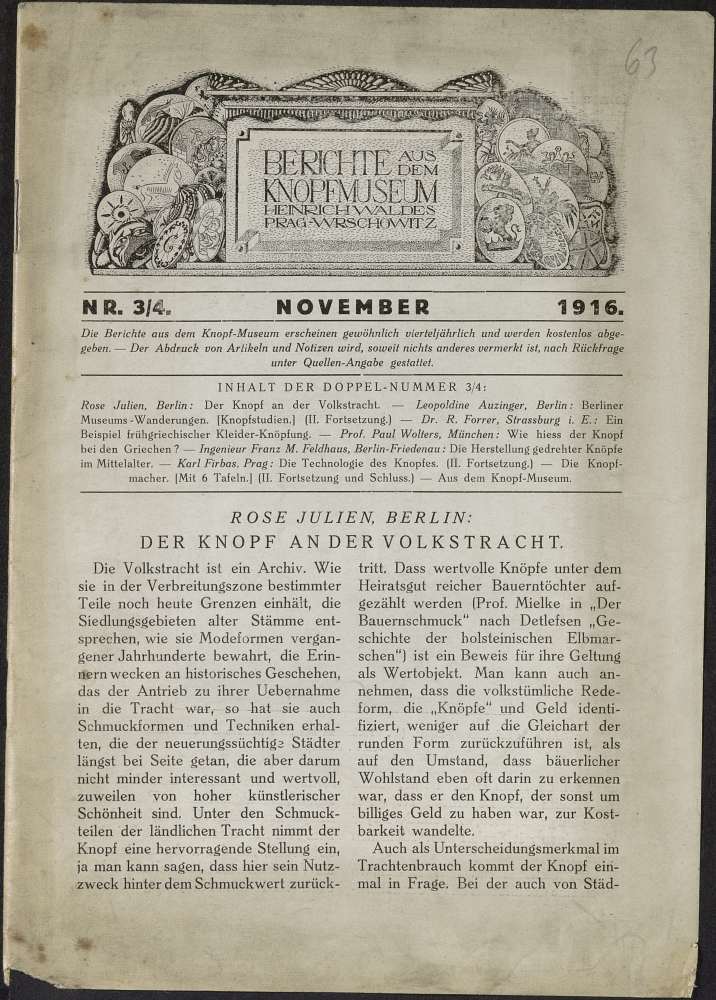 63
BERICHTE AUS DEM
KNOPFMUSEUM
HEINRICH WALDES
PRAG-WRSCHOWITZ
NR. 3/4. NOVEMBER 1916.
Die Berichte aus dem Knopf-Museum erscheinen gewöhnlich vierteljährlich und werden kostenlos abge-
geben. — Der Abdruck von Artikeln und Notizen wird, soweit nichts anderes vermerkt ist, nach Rückfrage
unter Quellen-Angabe gestattet.
INHALT DER DOPPEL-NUMMER 3/4:
Rose Julien, Berlin: Der Knopf an der Volkstracht. — Leopoldine Auzinger, Berlin: Berliner
Museums-Wanderungen. [Knopfstudien.] (II. Fortsetzung.) — Dr. R. Forrer, Strassburg i. E.: Ein
Beispiel frühgriechischer Kleider-Knöpfung. — Prof. Paul Wolters, München: Wie hiess der Knopf
bei den Griechen? — Ingenieur Franz M. Feldhaus, Berlin-Friedenau: Die Herstellung gedrehter Knöpfe
im Mittelalter. — Karl Firbas, Prag: Die Technologie des Knopfes. (II. Fortsetzung.) — Die Knopf-
macher. [Mit 6 Tafeln.] (II. Fortsetzung und Schluss.) — Aus dem Knopf-Museum.
ROSE JULIEN, BERLIN:
DER KNOPF AN DER VOLKSTRACHT.
Die Volkstracht ist ein Archiv. Wie
sie in der Verbreitungszone bestimmter
Teile noch heute Grenzen einhält, die
Siedlungsgebieten alter Stämme ent-
sprechen, wie sie Modeformen vergan-
gener Jahrhunderte bewahrt, die Erin-
nern wecken an historisches Geschehen,
das der Antrieb zu ihrer Uebernahme
in die Tracht war, so hat sie auch
Schmuckformen und Techniken erhal-
ten, die der neuerungssüchtige Städter
längst bei Seite getan, die aber darum
nicht minder interessant und wertvoll,
zuweilen von hoher künstlerischer
Schönheit sind. Unter den Schmuck-
teilen der ländlichen Tracht nimmt der
Knopf eine hervorragende Stellung ein,
ja man kann sagen, dass hier sein Nutz-
zweck hinter dem Schmuckwert zurück-
tritt. Dass wertvolle Knöpfe unter dem
Heiratsgut reicher Bauerntöchter auf-
gezählt werden (Prof. Mielke in „Der
Bauernschmuck“ nach Detlefsen „Ge-
schichte der holsteinischen Elbmar-
schen“) ist ein Beweis für ihre Geltung
als Wertobjekt. Man kann auch an-
nehmen, dass die volkstümliche Rede-
form, die „Knöpfe“ und Geld identi-
fiziert, weniger auf die Gleichart der
runden Form zurückzuführen ist, als
auf den Umstand, dass bäuerlicher
Wohlstand eben oft darin zu erkennen
war, dass er den Knopf, der sonst um
billiges Geld zu haben war, zur Kost-
barkeit wandelte.
Auch als Unterscheidungsmerkmal im
Trachtenbrauch kommt der Knopf ein-
mal in Frage. Bei der auch von Städ-